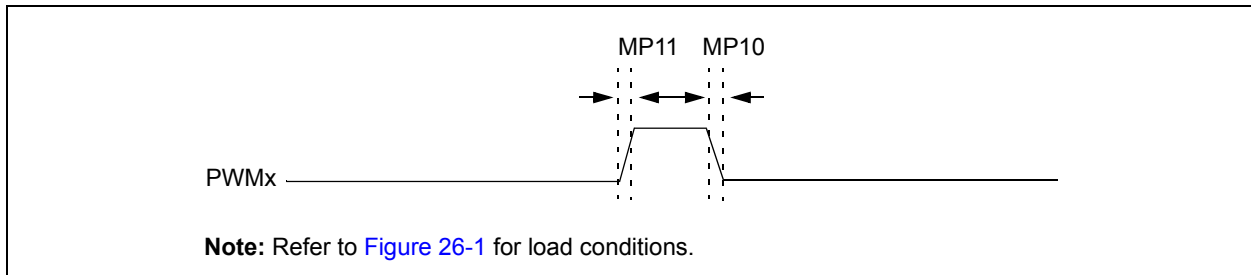 MP11 MP10
PWMx
Note: Refer to Figure 26-1 for load conditions.